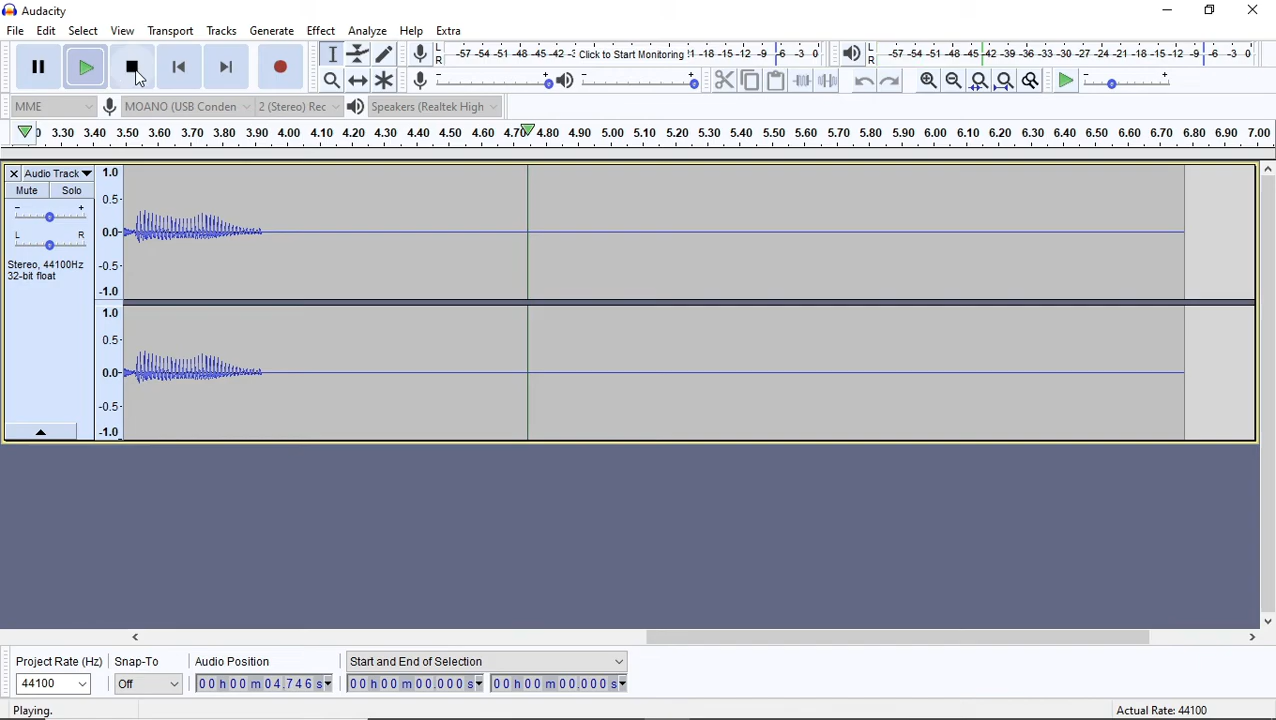 Audacity
File Edit Select View Transport Tracks Generate Effect Analyze Help Extra
L R -57 -54 -51 -48 -45 -42 -3 Click to Start Monitoring !1 -18 -15 -12 -9 -6 -3 0
L R -57 -54 -51 -48 -45 -42 -39 -36 -33 -30 -27 -24 -21 -18 -15 -12 -9 -6 -3 0
MME MOANO (USB Conden 2 (Stereo) Rec Speakers (Realtek High
3.30 3.40 3.50 3.60 3.70 3.80 3.90 4.00 4.10 4.20 4.30 4.40 4.50 4.60 4.70 4.80 4.90 5.00 5.10 5.20 5.30 5.40 5.50 5.60 5.70 5.80 5.90 6.00 6.10 6.20 6.30 6.40 6.50 6.60 6.70 6.80 6.90 7.00
Audio Track
Mute Solo
- +
L R
Stereo, 44100Hz
32-bit float
1.0
0.5
0.0
-0.5
-1.0
1.0
0.5
0.0
-0.5
-1.0
Project Rate (Hz) Snap-To Audio Position Start and End of Selection
44100 Off 00 h 00 m 04.746 s 00 h 00 m 00.000 s 00 h 00 m 00.000 s
Playing. Actual Rate: 44100